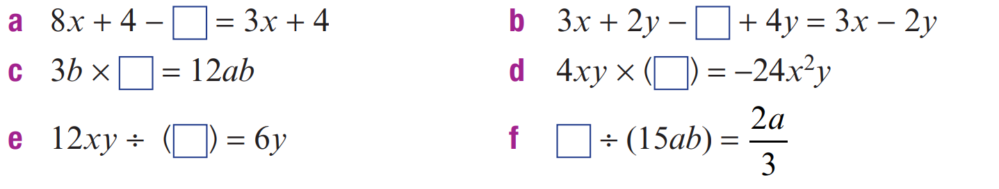 a 8x + 4 − □ = 3x + 4
b 3x + 2y − □ + 4y = 3x − 2y
c 3b × □ = 12ab
d 4xy × (□) = −24x²y
e 12xy ÷ (□) = 6y
f □ ÷ (15ab) = 2a/3